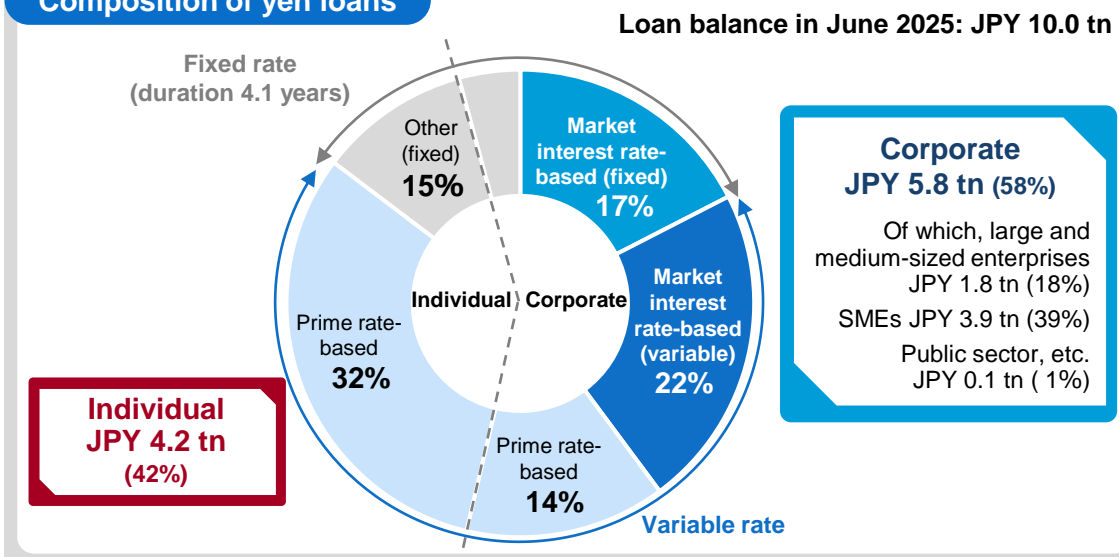 Composition of yen loans
Loan balance in June 2025: JPY 10.0 tn
Fixed rate
(duration 4.1 years)
Other
(fixed)
15%
Market
interest rate-
based (fixed)
17%
Corporate
JPY 5.8 tn (58%)
Of which, large and
medium-sized enterprises
JPY 1.8 tn (18%)
SMEs JPY 3.9 tn (39%)
Public sector, etc.
JPY 0.1 tn ( 1%)
Market
interest
rate-based
(variable)
22%
Individual
Corporate
Prime rate-
based
32%
Individual
JPY 4.2 tn
(42%)
Prime rate-
based
14%
Variable rate